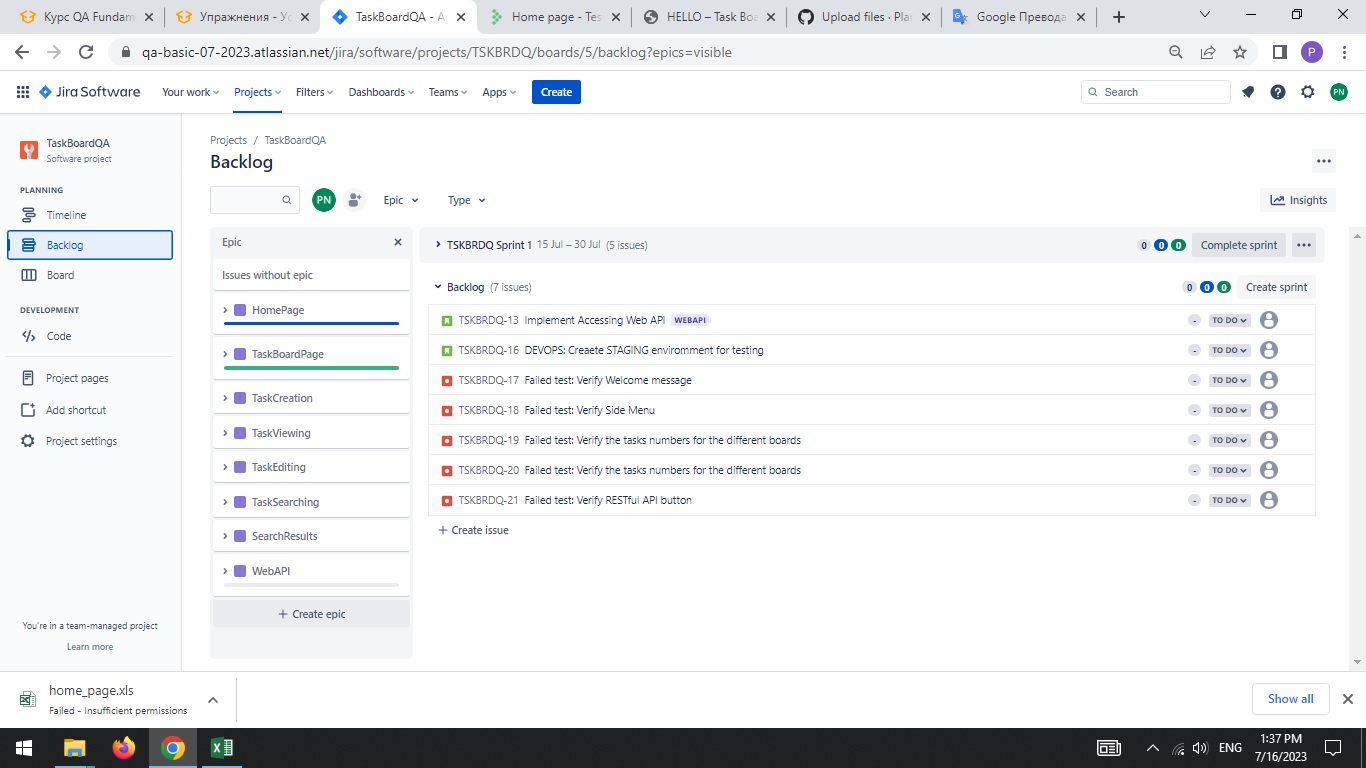 Курс QA Fundam
Упражнения - Ус
TaskBoardQA - A
Home page - Tes
HELLO – Task Boa
Upload files · Plan
Google Превода
qa-basic-07-2023.atlassian.net/jira/software/projects/TSKBRDQ/boards/5/backlog?epics=visible
P
Jira Software
Your work
Projects
Filters
Dashboards
Teams
Apps
Create
Search
PN
TaskBoardQA
Software project
PLANNING
Timeline
Backlog
Board
DEVELOPMENT
Code
Project pages
Add shortcut
Project settings
You're in a team-managed project
Learn more
Projects / TaskBoardQA
Backlog
PN
Epic
Type
Insights
Epic
Issues without epic
HomePage
TaskBoardPage
TaskCreation
TaskViewing
TaskEditing
TaskSearching
SearchResults
WebAPI
+ Create epic
TSKBRDQ Sprint 1 15 Jul – 30 Jul (5 issues)
0 0 0 Complete sprint
Backlog (7 issues)
0 0 0 Create sprint
TSKBRDQ-13 Implement Accessing Web API WEBAPI - TO DO
TSKBRDQ-16 DEVOPS: Creaete STAGING enviromment for testing - TO DO
TSKBRDQ-17 Failed test: Verify Welcome message - TO DO
TSKBRDQ-18 Failed test: Verify Side Menu - TO DO
TSKBRDQ-19 Failed test: Verify the tasks numbers for the different boards - TO DO
TSKBRDQ-20 Failed test: Verify the tasks numbers for the different boards - TO DO
TSKBRDQ-21 Failed test: Verify RESTful API button - TO DO
+ Create issue
home_page.xls
Failed - Insufficient permissions
Show all
ENG
1:37 PM
7/16/2023